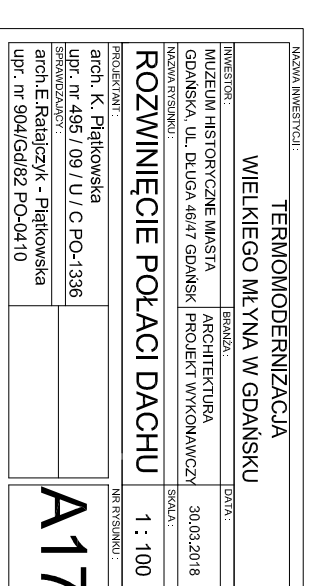 NAZWA INWESTYCJI :
TERMOMODERNIZACJA
WIELKIEGO MŁYNA W GDAŃSKU
INWESTOR :
MUZEUM HISTORYCZNE MIASTA
GDAŃSKA, UL. DŁUGA 46/47 GDAŃSK
BRANŻA :
ARCHITEKTURA
PROJEKT WYKONAWCZY
DATA :
30.03.2018
NAZWA RYSUNKU :
ROZWINIĘCIE POŁACI DACHU
SKALA :
1 : 100
PROJEKTANT :
arch. K. Piątkowska
upr. nr 495 / 09 / U / C PO-1336
SPRAWDZAJĄCY :
arch.E.Ratajczyk - Piątkowska
upr. nr 904/Gd/82 PO-0410
NR RYSUNKU :
A17